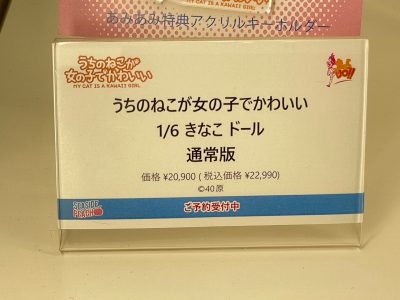 あみあみ特典アクリルキーホルダー
うちのねこが
女の子でかわいい
MY CAT IS A KAWAII GIRL
うちのねこが女の子でかわいい
1/6 きなこ ドール
通常版
価格 ¥20,900 ( 税込価格 ¥22,990)
©40原
SEASIDE
BEACH
ご予約受付中